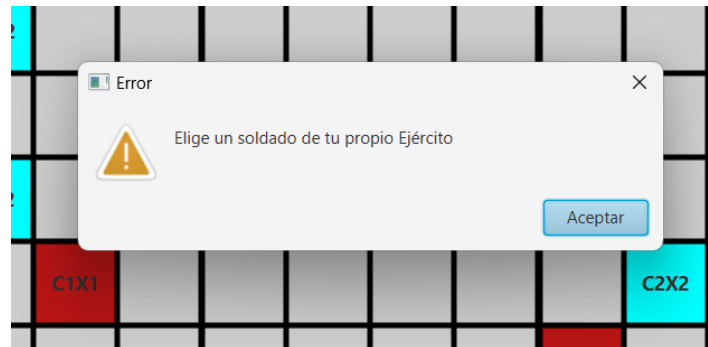 Error
Elige un soldado de tu propio Ejército
Aceptar
C1X1
C2X2